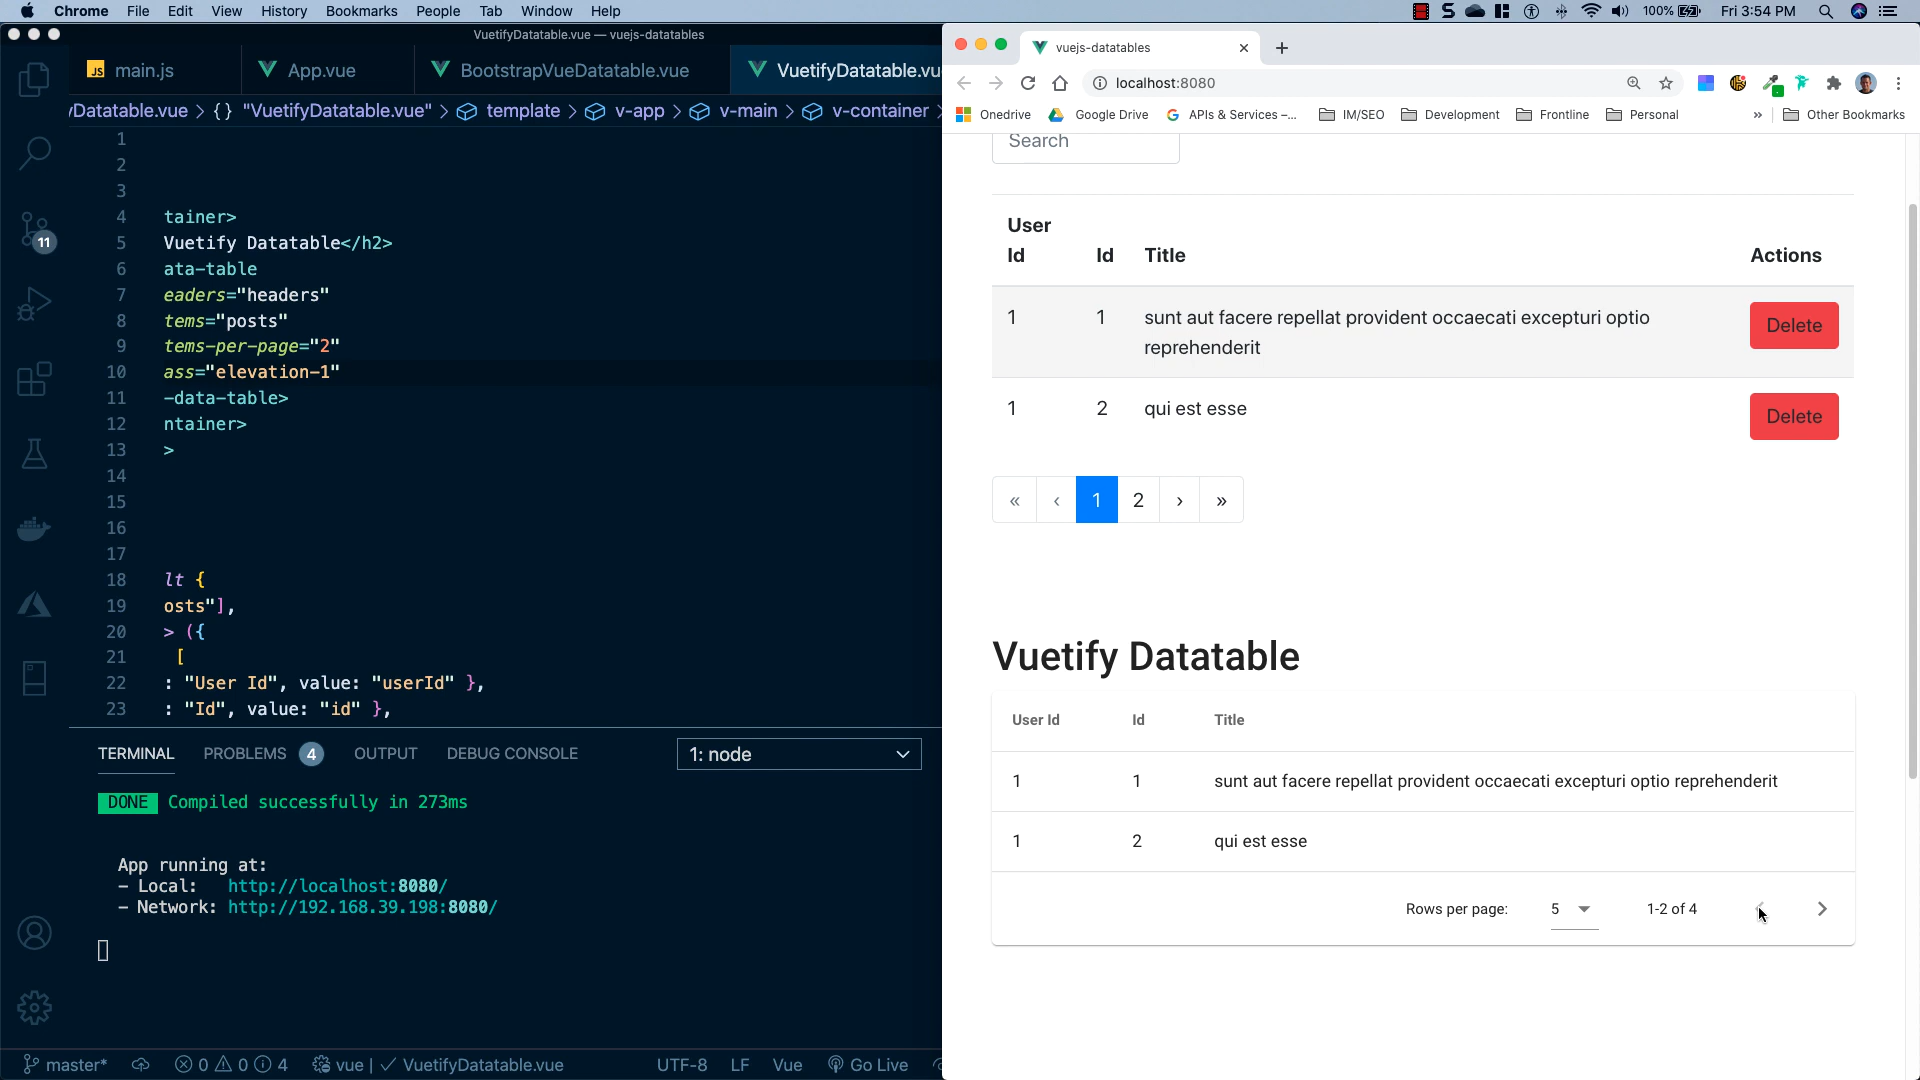 Chrome File Edit View History Bookmarks People Tab Window Help
100% Fri 3:54 PM
VuetifyDatatable.vue — vuejs-datatables
JS main.js App.vue BootstrapVueDatatable.vue VuetifyDatatable.vu
yDatatable.vue > {} "VuetifyDatatable.vue" > template > v-app > v-main > v-container >
1
2
3
4 tainer>
5 Vuetify Datatable</h2>
6 ata-table
7 eaders="headers"
8 tems="posts"
9 tems-per-page="2"
10 ass="elevation-1"
11 -data-table>
12 ntainer>
13 >
14
15
16
17
18 lt {
19 osts"],
20 > ({
21 [
22 : "User Id", value: "userId" },
23 : "Id", value: "id" },
11
TERMINAL PROBLEMS 4 OUTPUT DEBUG CONSOLE 1: node
DONE Compiled successfully in 273ms
App running at:
- Local: http://localhost:8080/
- Network: http://192.168.39.198:8080/
master* 0 0 4 vue | ✓ VuetifyDatatable.vue UTF-8 LF Vue Go Live
vuejs-datatables
localhost:8080
Onedrive Google Drive APIs & Services –... IM/SEO Development Frontline Personal » Other Bookmarks
Search
User
Id Id Title Actions
1 1 sunt aut facere repellat provident occaecati excepturi optio Delete
reprehenderit
1 2 qui est esse Delete
« ‹ 1 2 › »
Vuetify Datatable
User Id Id Title
1 1 sunt aut facere repellat provident occaecati excepturi optio reprehenderit
1 2 qui est esse
Rows per page: 5 1-2 of 4